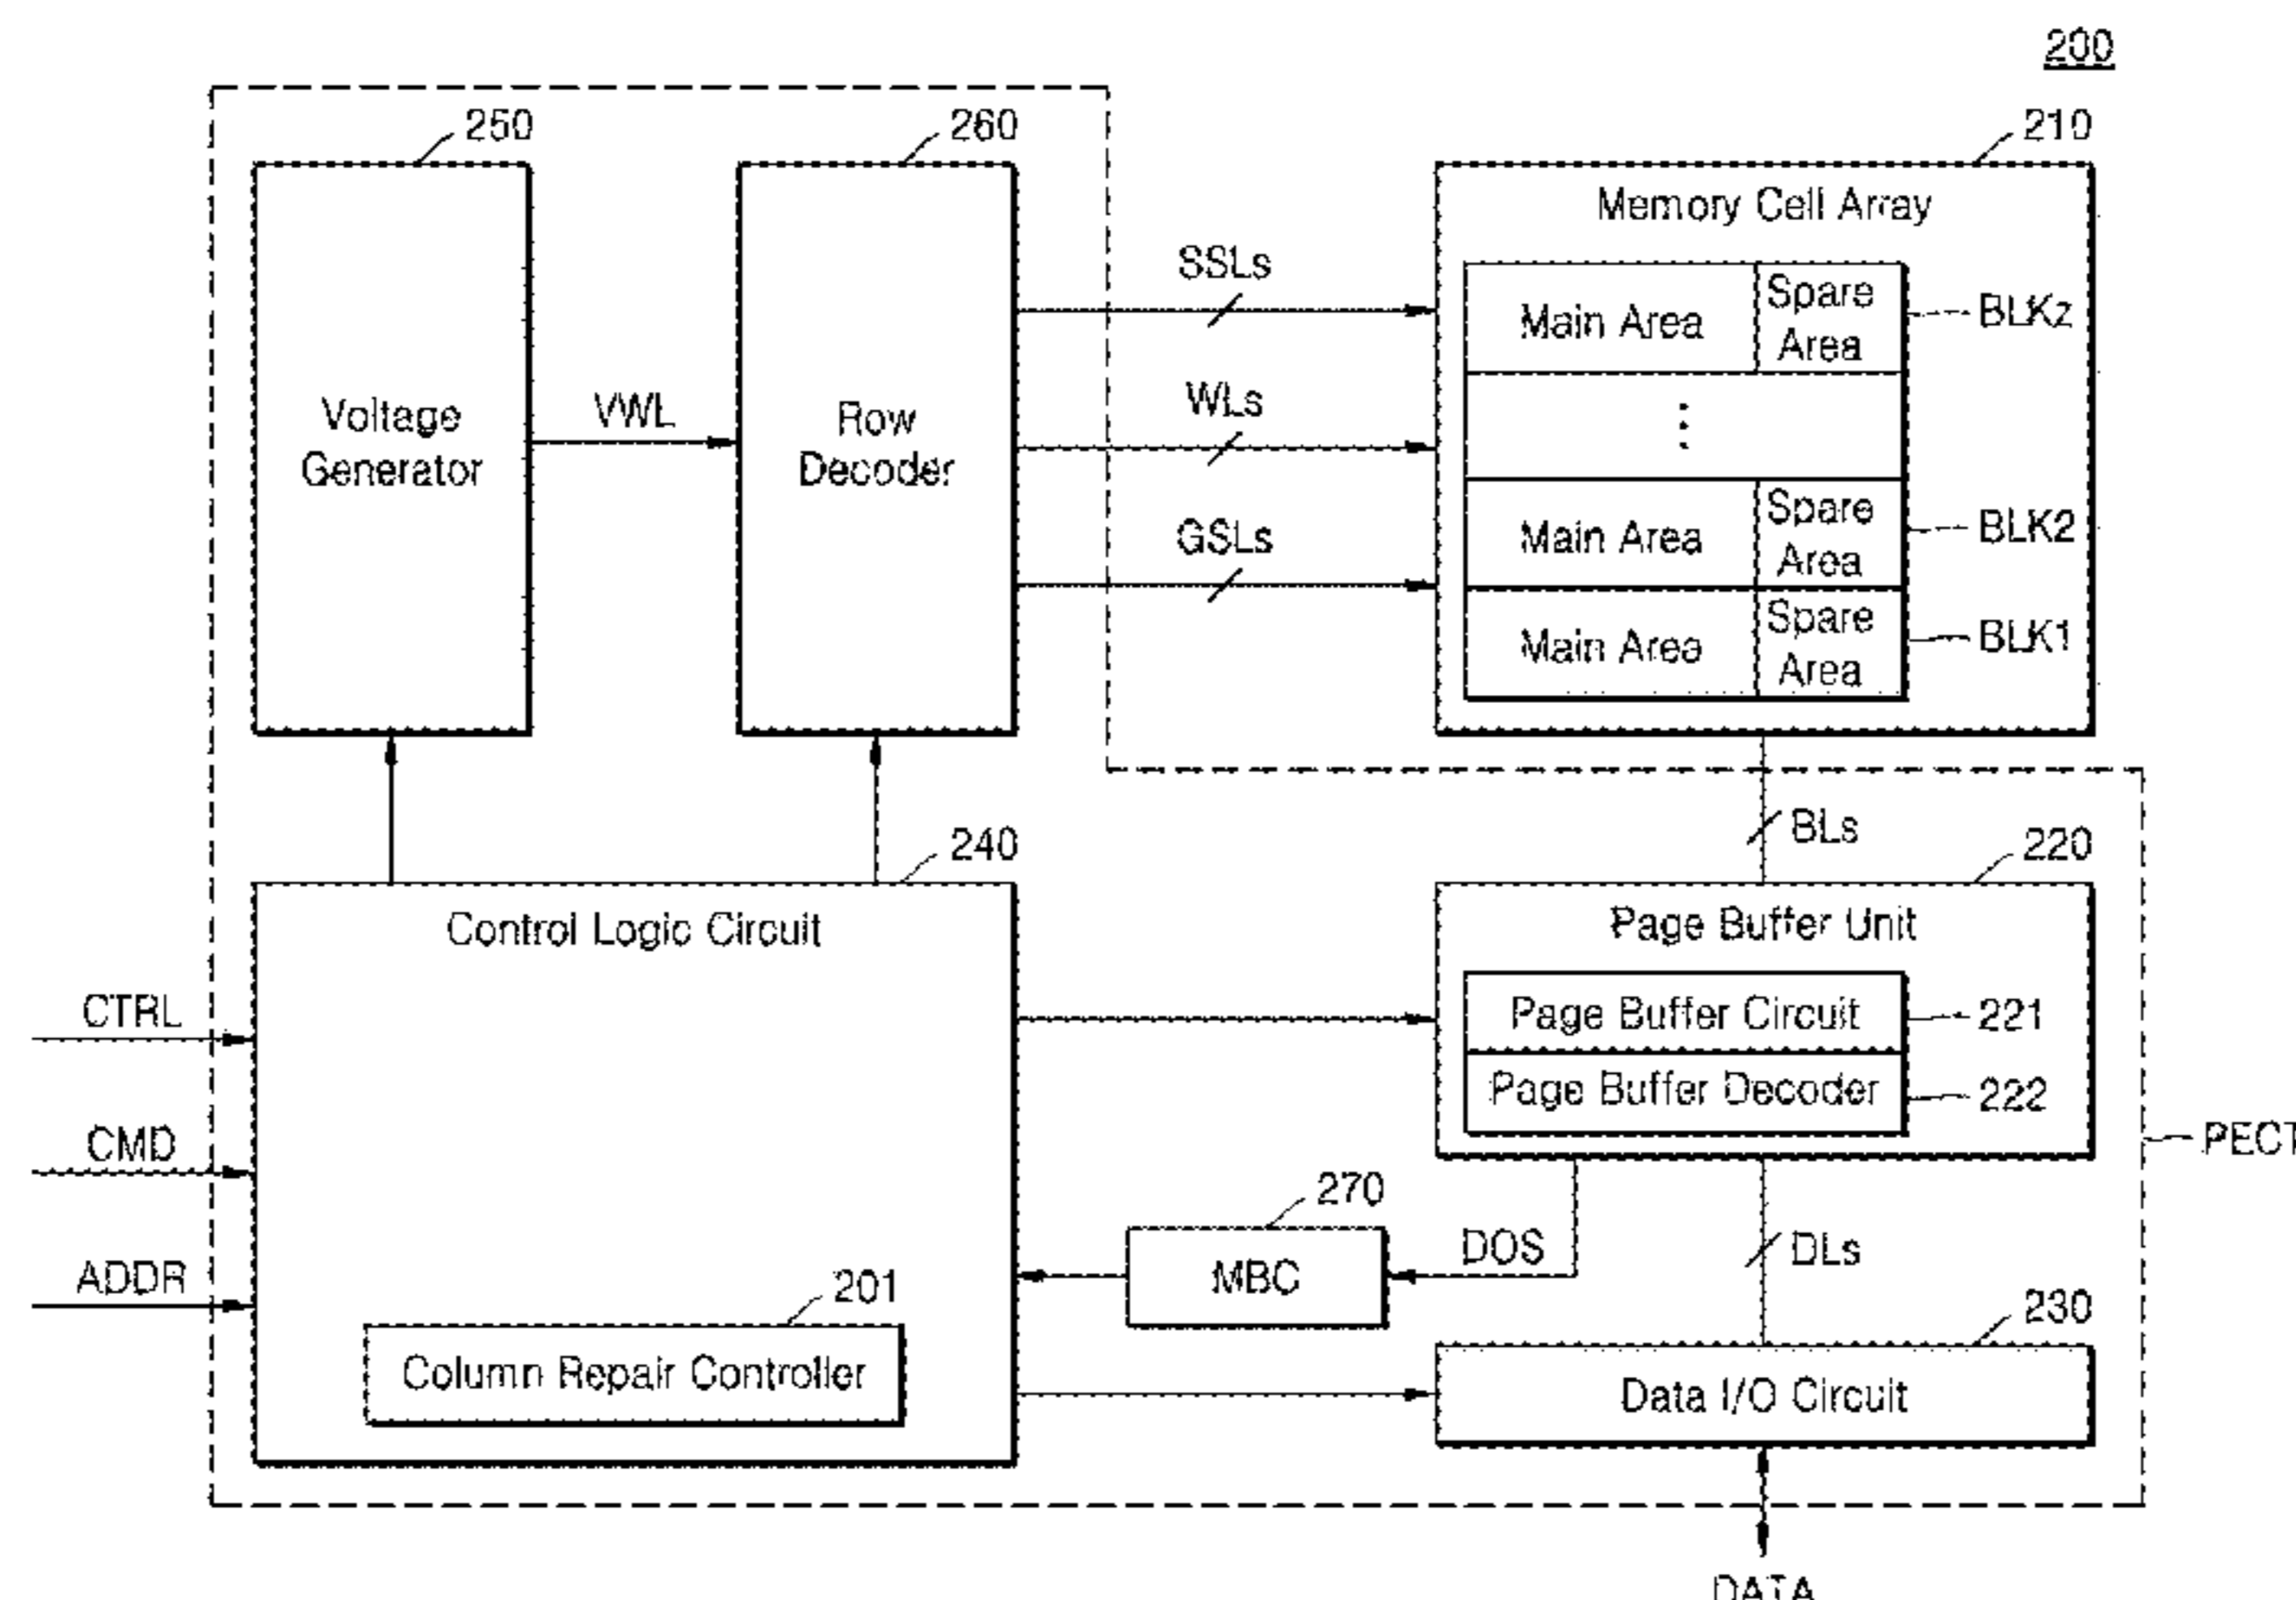 200
250
260
210
Memory Cell Array
SSLs
Main Area
Spare
Area
BLKz
Voltage
Generator
VWL
Row
Decoder
WLs
GSLs
Main Area
Spare
Area
BLK2
Main Area
Spare
Area
BLK1
BLs
240
220
Control Logic Circuit
Page Buffer Unit
CTRL
Page Buffer Circuit
221
Page Buffer Decoder
222
CMD
PECT
270
MBC
DOS
DLs
ADDR
201
Column Repair Controller
230
Data I/O Circuit
DATA